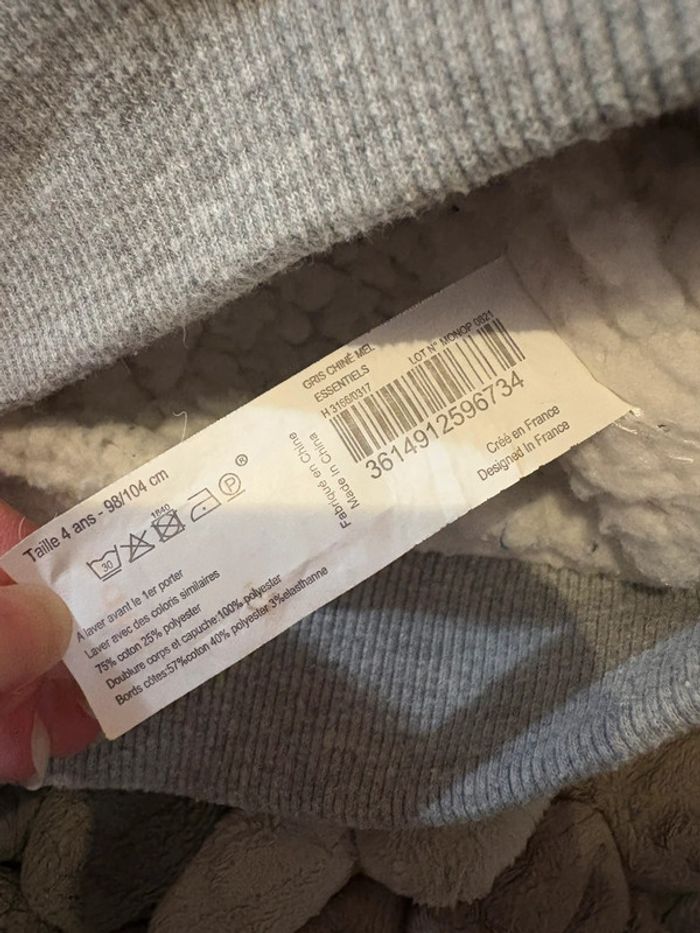 Taille 4 ans - 98/104 cm
30
1840
®
A laver avant le 1er porter
Laver avec des coloris similaires
75% coton 25% polyester
Doublure corps et capuche:100% polyester
Bords côtes:57%coton 40% polyester 3%elasthanne
Fabriqué en Chine
Made in China
GRIS CHINÉ MEL
ESSENTIELS
H 3166/0317
LOT N° MONOP 0821
3614912596734
Créé en France
Designed In France